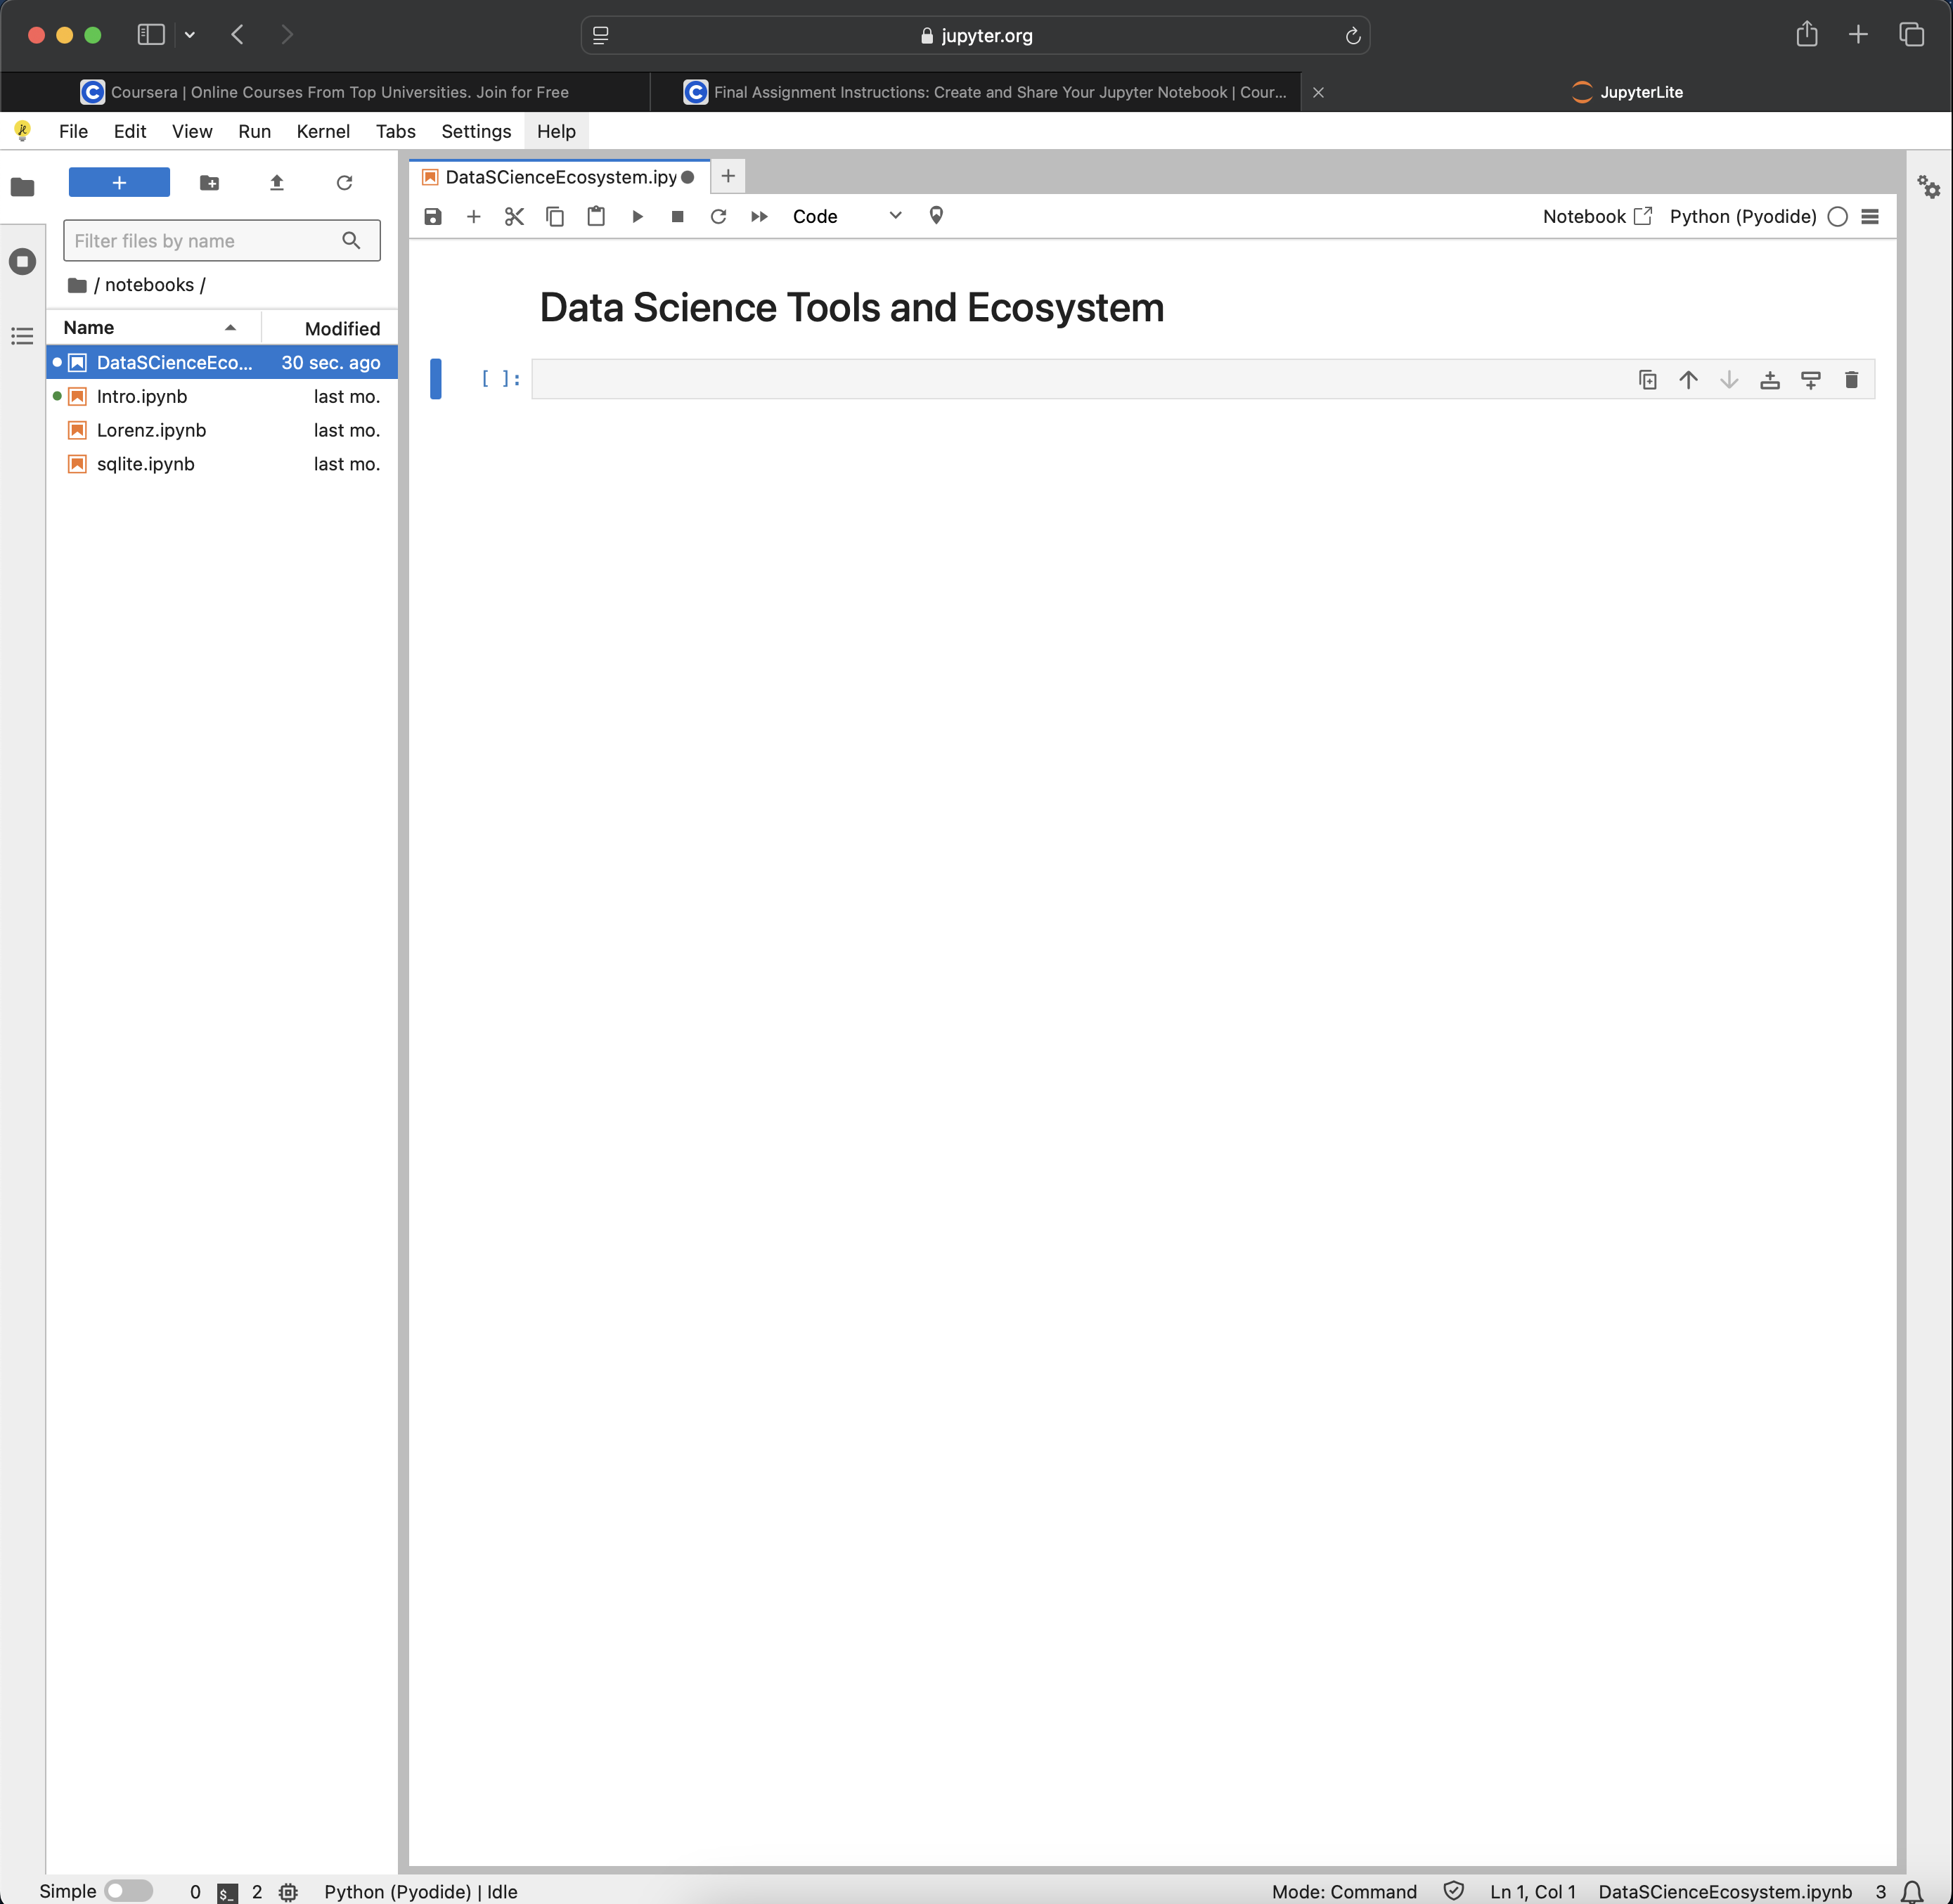 jupyter.org
Coursera | Online Courses From Top Universities. Join for Free
Final Assignment Instructions: Create and Share Your Jupyter Notebook | Cour...
JupyterLite
File Edit View Run Kernel Tabs Settings Help
DataSCienceEcosystem.ipy
Code
Notebook
Python (Pyodide)
Filter files by name
/ notebooks /
Name Modified
DataSCienceEco... 30 sec. ago
Intro.ipynb last mo.
Lorenz.ipynb last mo.
sqlite.ipynb last mo.
Data Science Tools and Ecosystem
[ ]:
Simple 0 $_ 2 Python (Pyodide) | Idle
Mode: Command Ln 1, Col 1 DataSCienceEcosystem.ipynb 3